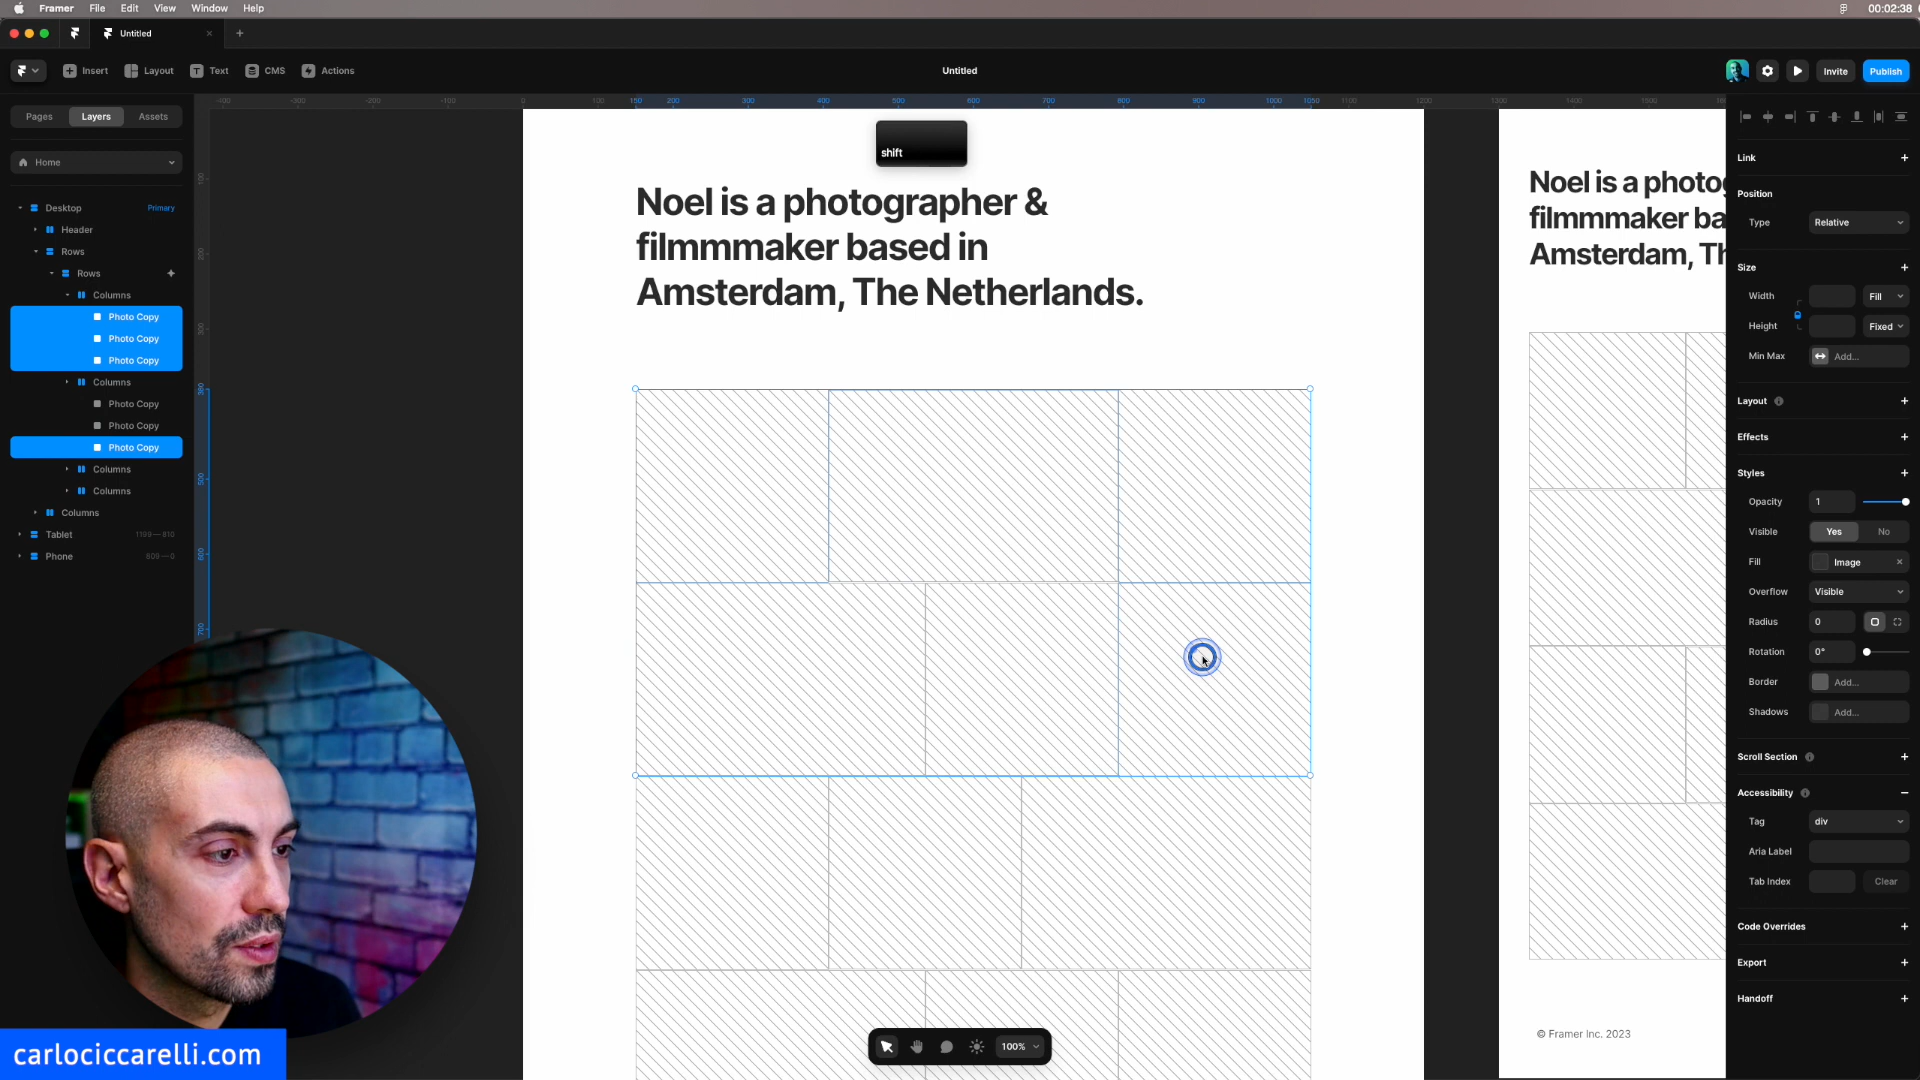 Framer File Edit View Window Help 00:02:38
Untitled
Insert Layout Text CMS Actions Untitled Invite Publish
Pages Layers Assets
Home
Desktop Primary
Header
Rows
Rows
Columns
Photo Copy
Photo Copy
Photo Copy
Columns
Photo Copy
Photo Copy
Photo Copy
Columns
Columns
Columns
Tablet 1199—810
Phone 809—0
shift
Noel is a photographer &
filmmmaker based in
Amsterdam, The Netherlands.
Noel is a photog
filmmmaker ba
Amsterdam, Th
© Framer Inc. 2023
100%
Link
Position
Type Relative
Size
Width Fill
Height Fixed
Min Max Add...
Layout
Effects
Styles
Opacity 1
Visible Yes No
Fill Image
Overflow Visible
Radius 0
Rotation 0°
Border Add...
Shadows Add...
Scroll Section
Accessibility
Tag div
Aria Label
Tab Index Clear
Code Overrides
Export
Handoff
carlociccarelli.com